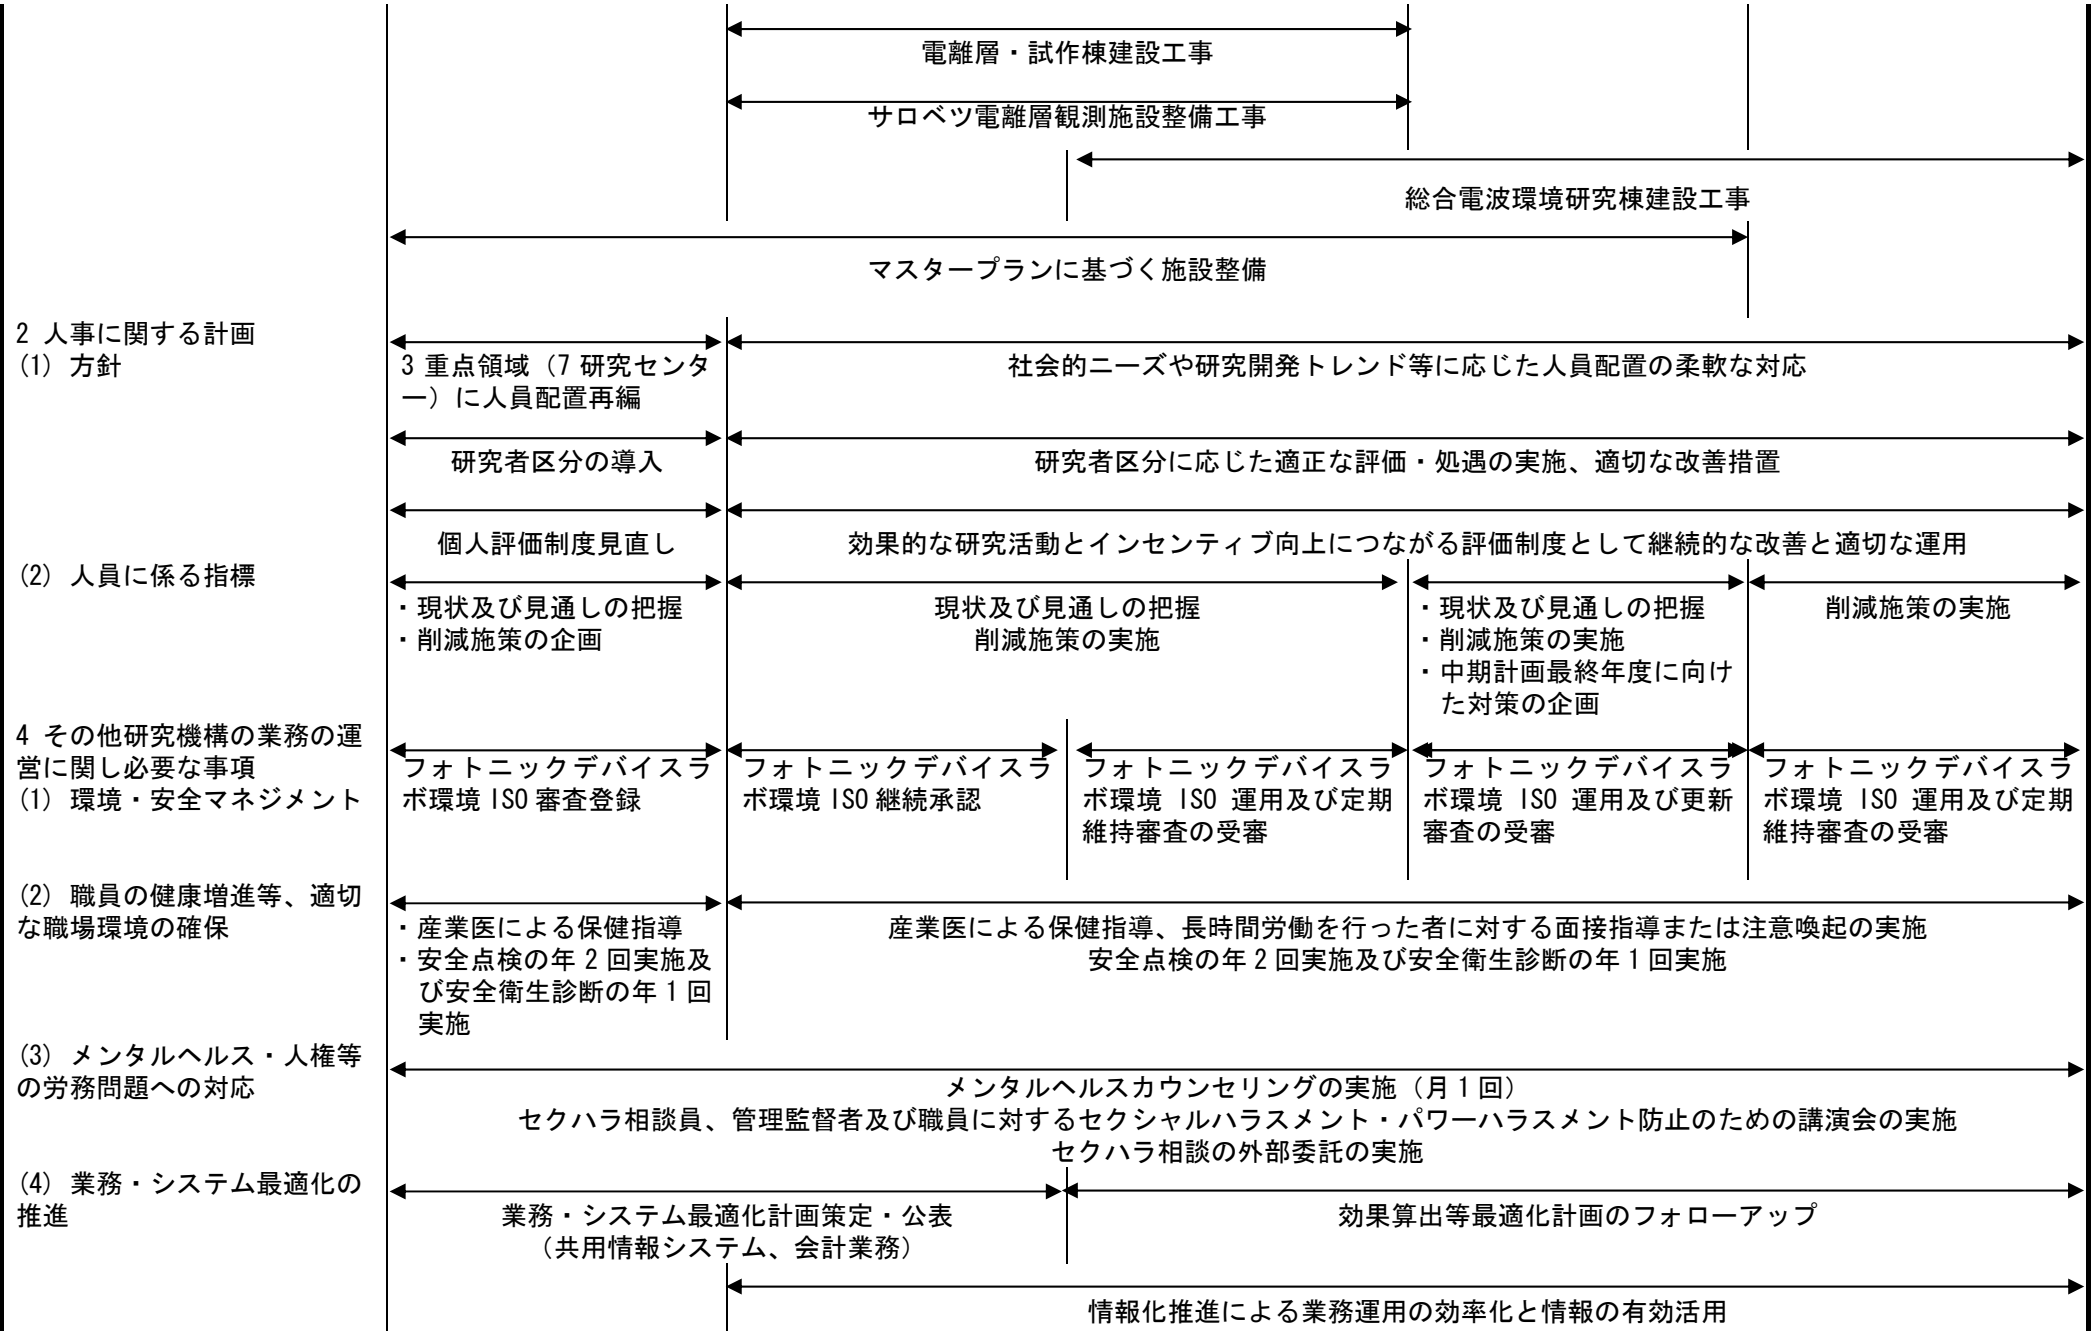 電離層・試作棟建設工事
サロベツ電離層観測施設整備工事
総合電波環境研究棟建設工事
マスタープランに基づく施設整備
2 人事に関する計画
(1) 方針
3 重点領域（7 研究センタ
ー）に人員配置再編
社会的ニーズや研究開発トレンド等に応じた人員配置の柔軟な対応
研究者区分の導入
研究者区分に応じた適正な評価・処遇の実施、適切な改善措置
個人評価制度見直し
効果的な研究活動とインセンティブ向上につながる評価制度として継続的な改善と適切な運用
(2) 人員に係る指標
・現状及び見通しの把握
・削減施策の企画
現状及び見通しの把握
削減施策の実施
・現状及び見通しの把握
・削減施策の実施
・中期計画最終年度に向け
た対策の企画
削減施策の実施
4 その他研究機構の業務の運
営に関し必要な事項
(1) 環境・安全マネジメント
フォトニックデバイスラ
ボ環境 ISO 審査登録
フォトニックデバイスラ
ボ環境 ISO 継続承認
フォトニックデバイスラ
ボ環境 ISO 運用及び定期
維持審査の受審
フォトニックデバイスラ
ボ環境 ISO 運用及び更新
審査の受審
フォトニックデバイスラ
ボ環境 ISO 運用及び定期
維持審査の受審
(2) 職員の健康増進等、適切
な職場環境の確保
・産業医による保健指導
・安全点検の年 2 回実施及
び安全衛生診断の年 1 回
実施
産業医による保健指導、長時間労働を行った者に対する面接指導または注意喚起の実施
安全点検の年 2 回実施及び安全衛生診断の年 1 回実施
(3) メンタルヘルス・人権等
の労務問題への対応
メンタルヘルスカウンセリングの実施（月 1 回）
セクハラ相談員、管理監督者及び職員に対するセクシャルハラスメント・パワーハラスメント防止のための講演会の実施
セクハラ相談の外部委託の実施
(4) 業務・システム最適化の
推進
業務・システム最適化計画策定・公表
（共用情報システム、会計業務）
効果算出等最適化計画のフォローアップ
情報化推進による業務運用の効率化と情報の有効活用